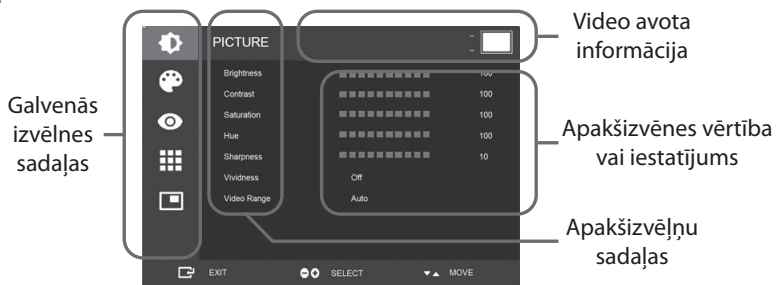 Galvenās
izvēlnes
sadaļas
PICTURE
Brightness 100
Contrast 100
Saturation 100
Hue 100
Sharpness 10
Vividness Off
Video Range Auto
EXIT SELECT MOVE
Video avota
informācija
Apakšizvēnes vērtība
vai iestatījums
Apakšizvēļņu
sadaļas